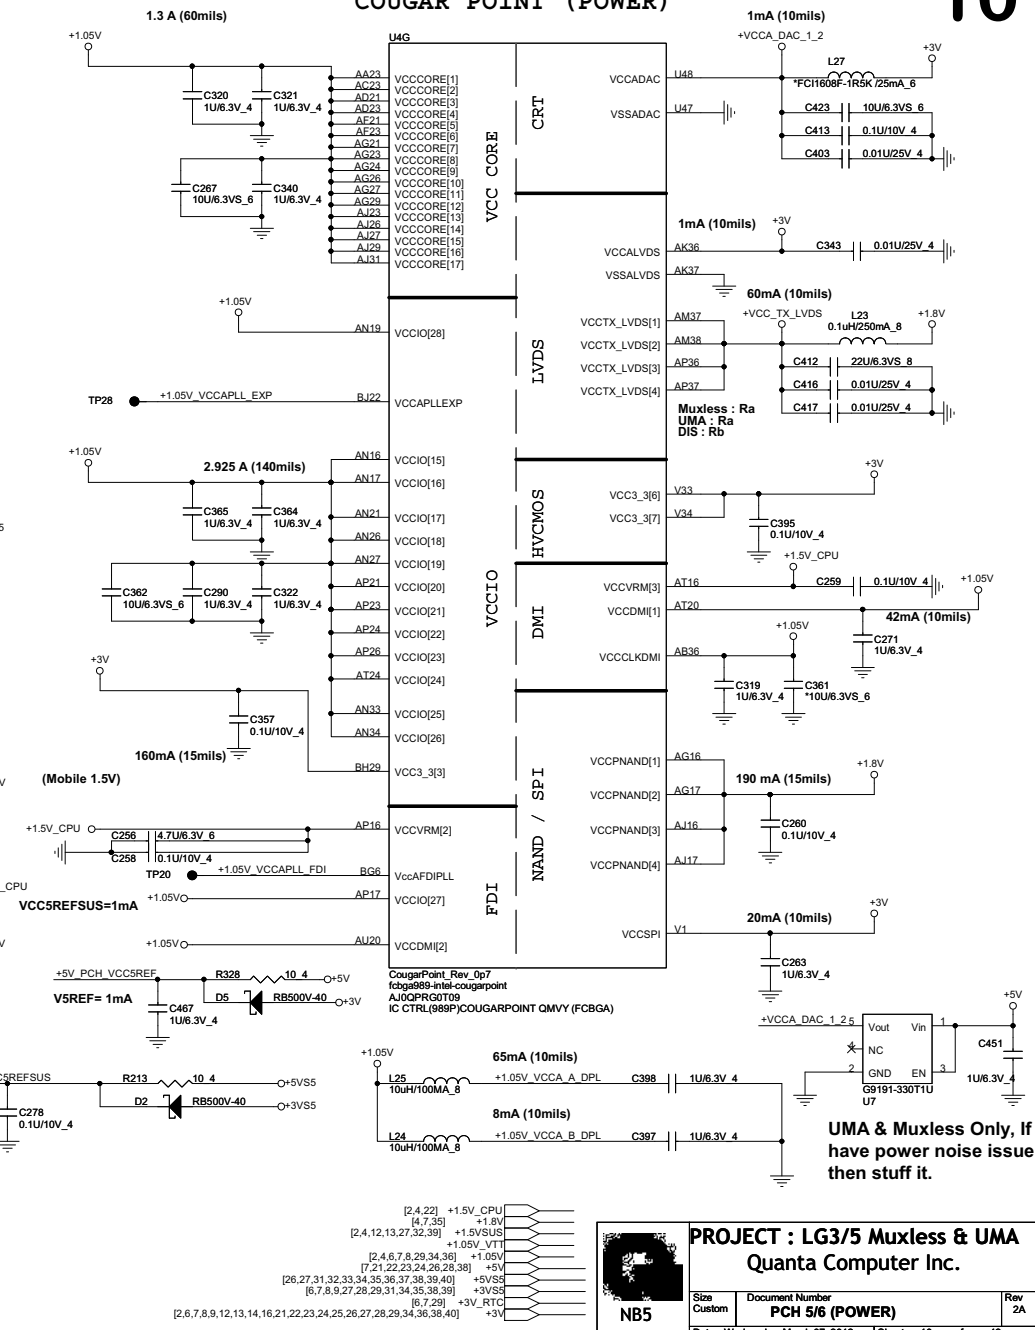 COUGAR POINT (POWER)
10
1.3 A (60mils)
+1.05V
C320
1U/6.3V_4
C321
1U/6.3V_4
C267
10U/6.3VS_6
C340
1U/6.3V_4
+1.05V
TP28
+1.05V_VCCAPLL_EXP
+1.05V
2.925 A (140mils)
C365
1U/6.3V_4
C364
1U/6.3V_4
C362
10U/6.3VS_6
C290
1U/6.3V_4
C322
1U/6.3V_4
+3V
C357
0.1U/10V_4
160mA (15mils)
(Mobile 1.5V)
+1.5V_CPU
C256
4.7U/6.3V_6
C258
0.1U/10V_4
TP20
+1.05V_VCCAPLL_FDI
_CPU
VCC5REFSUS=1mA
+1.05V
+1.05V
U4G
AA23 VCCCORE[1]
AC23 VCCCORE[2]
AD21 VCCCORE[3]
AD23 VCCCORE[4]
AF21 VCCCORE[5]
AF23 VCCCORE[6]
AG21 VCCCORE[7]
AG23 VCCCORE[8]
AG24 VCCCORE[9]
AG26 VCCCORE[10]
AG27 VCCCORE[11]
AG29 VCCCORE[12]
AJ23 VCCCORE[13]
AJ26 VCCCORE[14]
AJ27 VCCCORE[15]
AJ29 VCCCORE[16]
AJ31 VCCCORE[17]
VCC CORE
AN19 VCCIO[28]
BJ22 VCCAPLLEXP
AN16 VCCIO[15]
AN17 VCCIO[16]
AN21 VCCIO[17]
AN26 VCCIO[18]
AN27 VCCIO[19]
AP21 VCCIO[20]
AP23 VCCIO[21]
AP24 VCCIO[22]
AP26 VCCIO[23]
AT24 VCCIO[24]
AN33 VCCIO[25]
AN34 VCCIO[26]
VCCIO
BH29 VCC3_3[3]
AP16 VCCVRM[2]
BG6 VccAFDIPLL
AP17 VCCIO[27]
AU20 VCCDMI[2]
FDI
CRT
VCCADAC U48
VSSADAC U47
LVDS
VCCALVDS AK36
VSSALVDS AK37
VCCTX_LVDS[1] AM37
VCCTX_LVDS[2] AM38
VCCTX_LVDS[3] AP36
VCCTX_LVDS[4] AP37
HVCMOS
VCC3_3[6] V33
VCC3_3[7] V34
DMI
VCCVRM[3] AT16
VCCDMI[1] AT20
VCCCLKDMI AB36
NAND / SPI
VCCPNAND[1] AG16
VCCPNAND[2] AG17
VCCPNAND[3] AJ16
VCCPNAND[4] AJ17
VCCSPI V1
CougarPoint_Rev_0p7
fcbga989-intel-cougarpoint
AJ0QPRG0T09
IC CTRL(989P)COUGARPOINT QMVY (FCBGA)
1mA (10mils)
+VCCA_DAC_1_2
L27
+3V
*FCI1608F-1R5K /25mA_6
C423 10U/6.3VS_6
C413 0.1U/10V_4
C403 0.01U/25V_4
1mA (10mils)
+3V
C343 0.01U/25V_4
60mA (10mils)
+VCC_TX_LVDS
L23
0.1uH/250mA_8
+1.8V
C412 22U/6.3VS_8
C416 0.01U/25V_4
C417 0.01U/25V_4
Muxless : Ra
UMA : Ra
DIS : Rb
+3V
C395
0.1U/10V_4
+1.5V_CPU
C259 0.1U/10V_4
+1.05V
42mA (10mils)
+1.05V
C271
1U/6.3V_4
C319
1U/6.3V_4
C361
*10U/6.3VS_6
190 mA (15mils)
+1.8V
C260
0.1U/10V_4
20mA (10mils)
+3V
C263
1U/6.3V_4
+5V_PCH_VCC5REF
R328 10_4 +5V
V5REF= 1mA
D5 RB500V-40 +3V
C467
1U/6.3V_4
C5REFSUS
R213 10_4 +5VS5
D2 RB500V-40 +3VS5
C278
0.1U/10V_4
+1.05V
65mA (10mils)
L25
10uH/100MA_8
+1.05V_VCCA_A_DPL
C398 1U/6.3V_4
8mA (10mils)
L24
10uH/100MA_8
+1.05V_VCCA_B_DPL
C397 1U/6.3V_4
+VCCA_DAC_1_2
5 Vout Vin 1
4 NC
2 GND EN 3
G9191-330T1U
U7
+5V
C451
1U/6.3V_4
UMA & Muxless Only, If
have power noise issue
then stuff it.
[2,4,22] +1.5V_CPU
[4,7,35] +1.8V
[2,4,12,13,27,32,39] +1.5VSUS
+1.05V_VTT
[2,4,6,7,8,29,34,36] +1.05V
[7,21,22,23,24,26,28,38] +5V
[26,27,31,32,33,34,35,36,37,38,39,40] +5VS5
[6,7,8,9,27,28,29,31,34,35,38,39] +3VS5
[6,7,29] +3V_RTC
[2,6,7,8,9,12,13,14,16,21,22,23,24,25,26,27,28,29,34,36,38,40] +3V
NB5
PROJECT : LG3/5 Muxless & UMA
Quanta Computer Inc.
Size
Custom
Document Number
PCH 5/6 (POWER)
Rev
2A